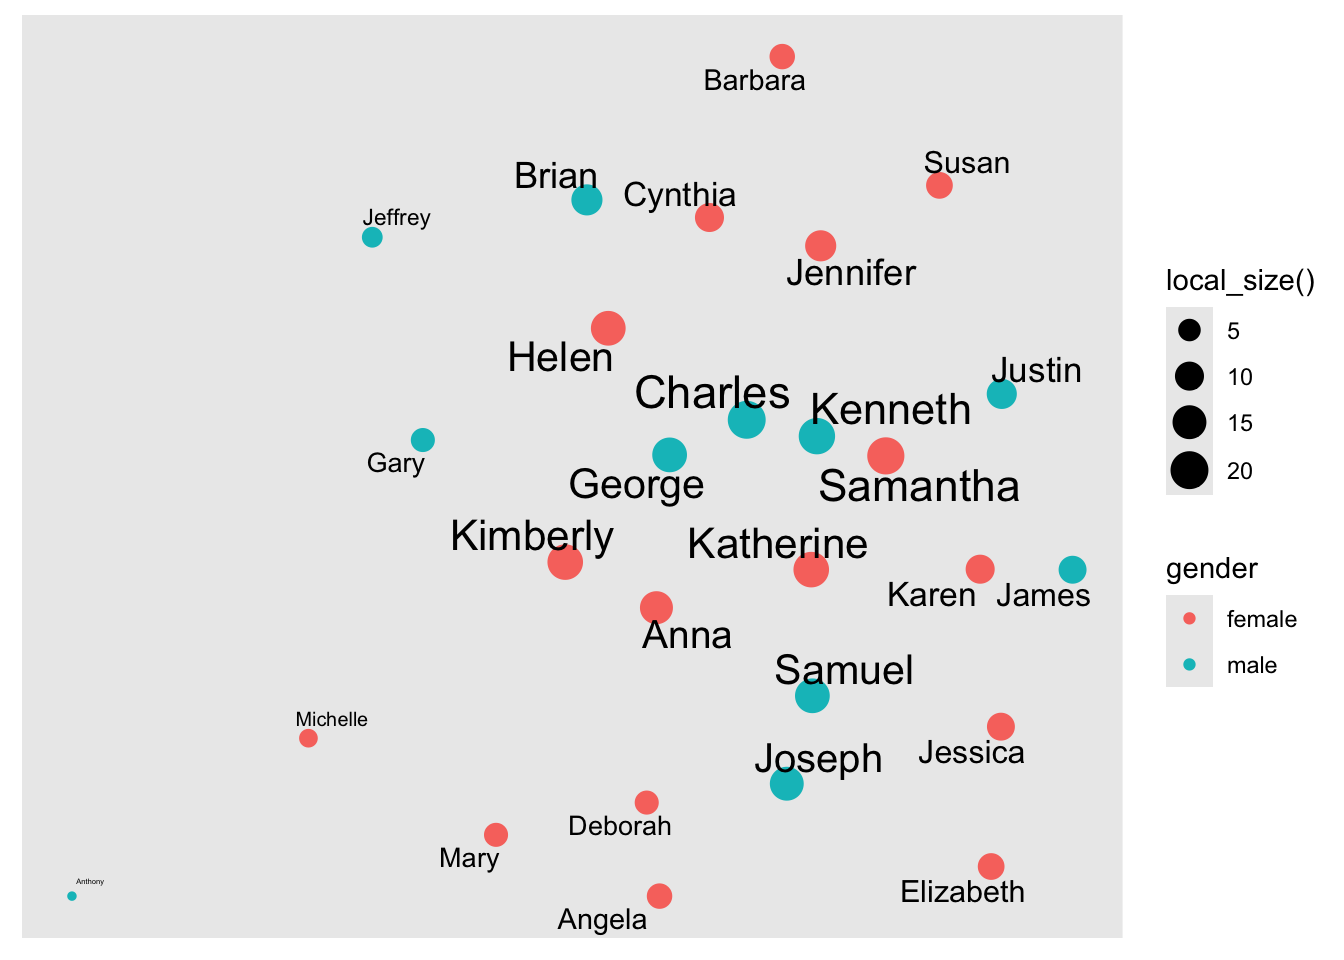 Barbara
Susan
Brian
Cynthia
Jeffrey
Jennifer
Helen
Charles
Justin
Kenneth
Gary
George
Samantha
Kimberly
Katherine
Karen
James
Anna
Samuel
Michelle
Jessica
Joseph
Deborah
Mary
Anthony
Elizabeth
Angela
local_size()
5
10
15
20
gender
female
male